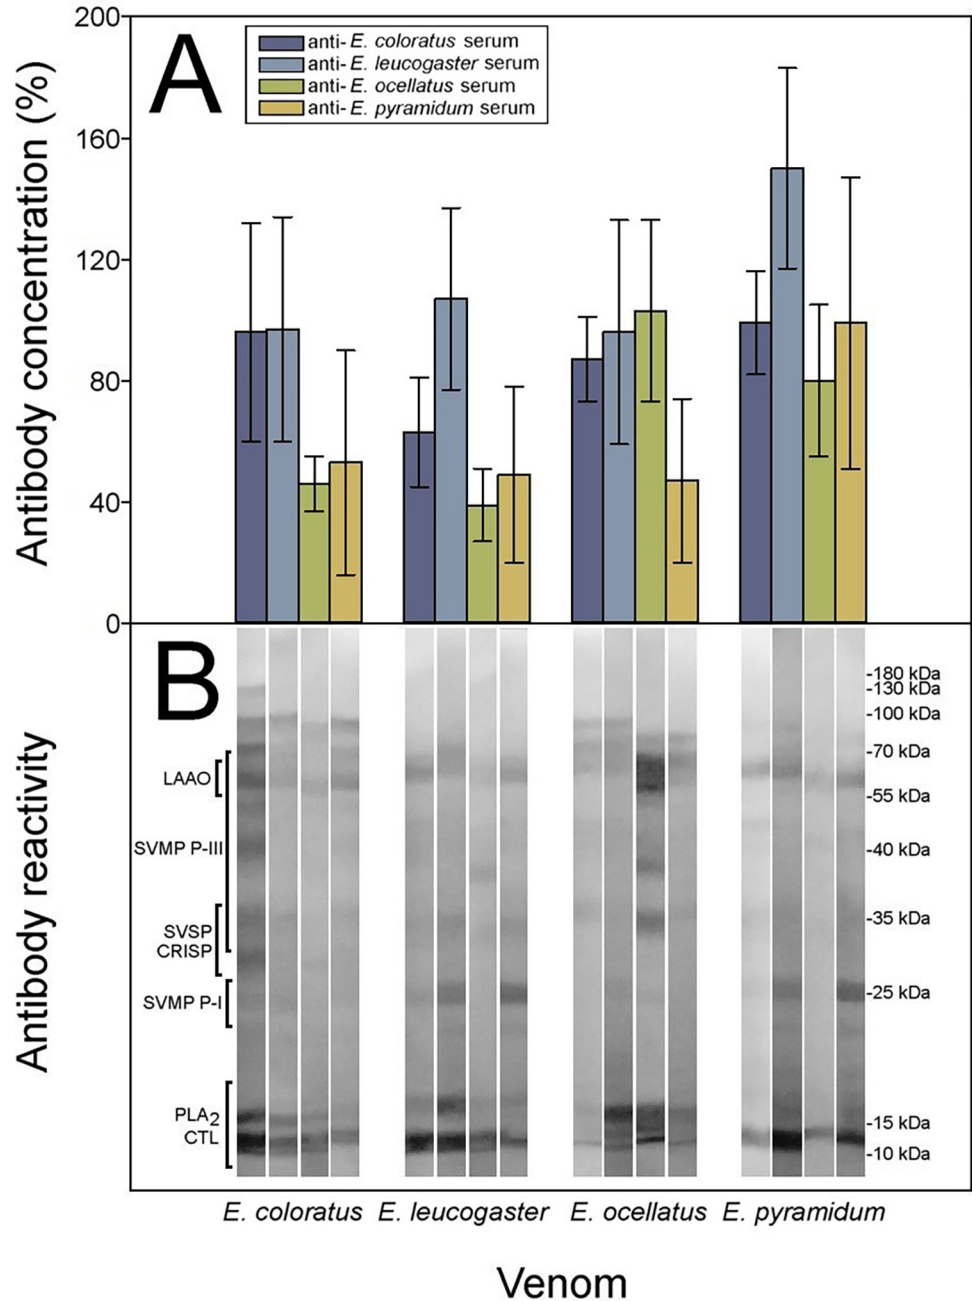 A
anti- E. coloratus serum
anti- E. leucogaster serum
anti- E. ocellatus serum
anti- E. pyramidum serum
Antibody concentration (%)
200
160
120
80
40
0
B
Antibody reactivity
LAAO
SVMP P-III
SVSP
CRISP
SVMP P-I
PLA2
CTL
-180 kDa
-130 kDa
-100 kDa
-70 kDa
-55 kDa
-40 kDa
-35 kDa
-25 kDa
-15 kDa
-10 kDa
E. coloratus E. leucogaster E. ocellatus E. pyramidum
Venom